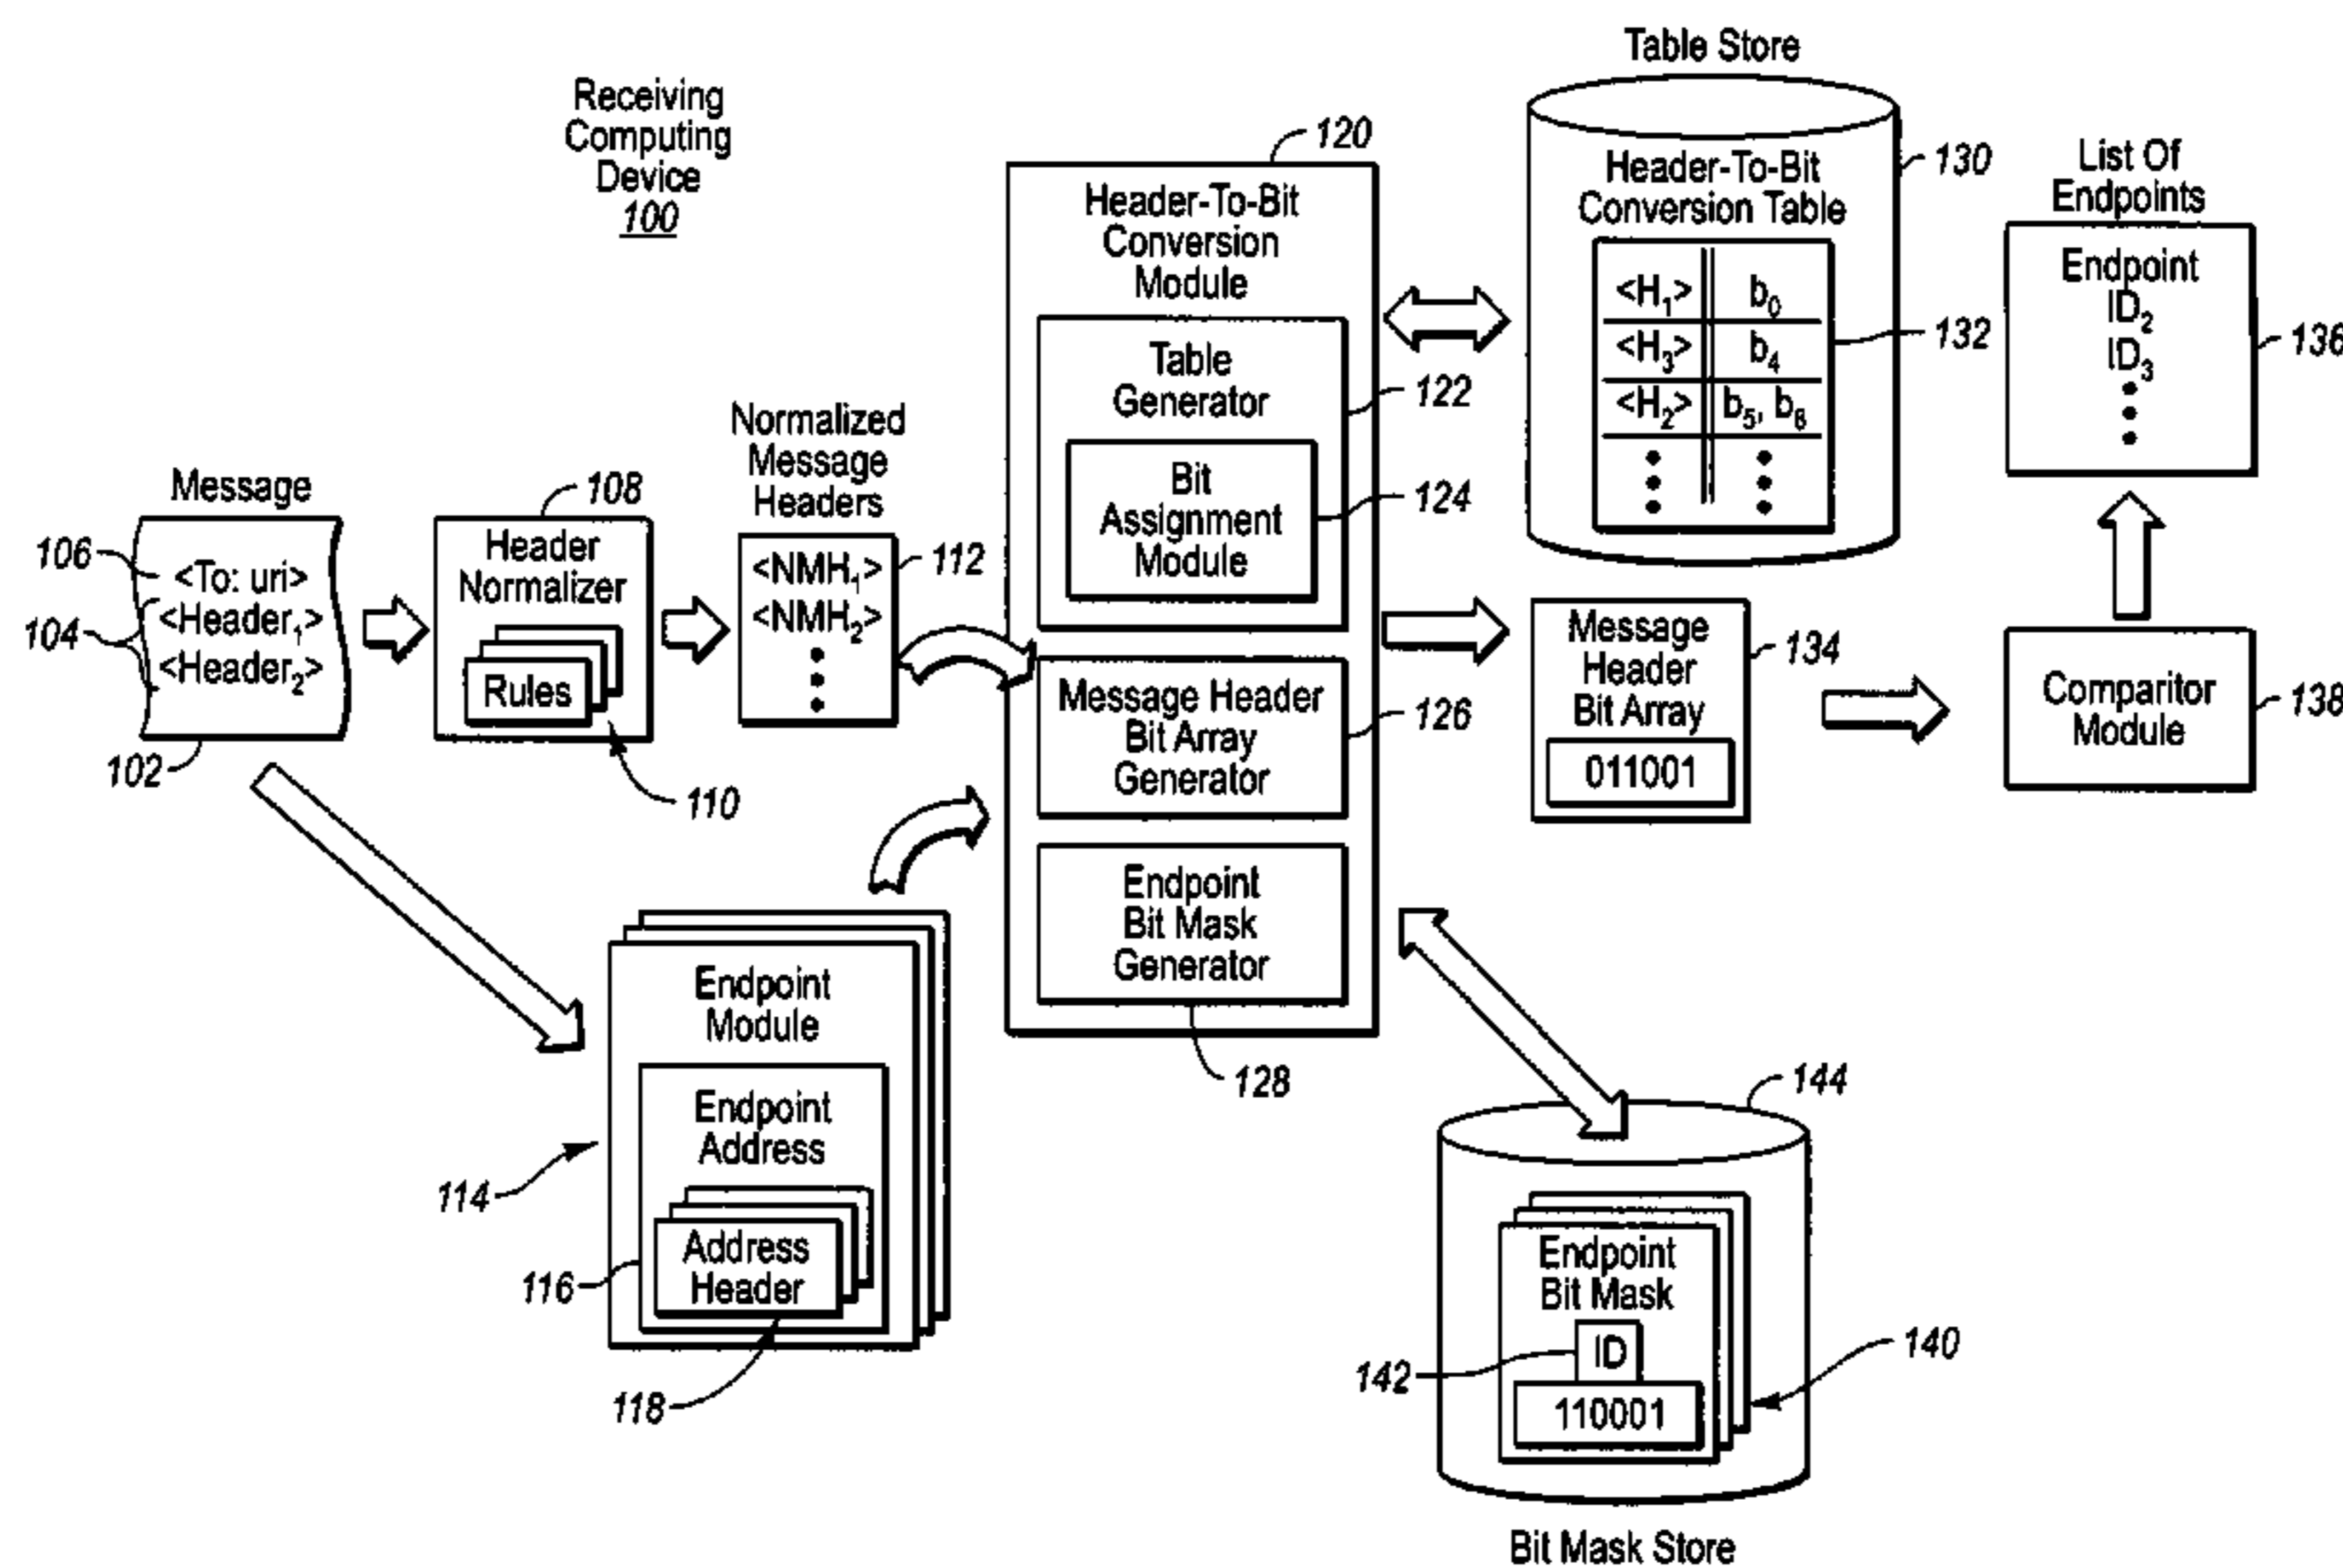 Receiving
Computing
Device
100
Message
106
<To: uri>
104
<Header1>
<Header2>
102
108
Header
Normalizer
Rules
110
Normalized
Message
Headers
<NMH1>
<NMH2>
112
114
Endpoint
Module
Endpoint
Address
116
Address
Header
118
120
Header-To-Bit
Conversion
Module
Table
Generator
122
Bit
Assignment
Module
124
Message Header
Bit Array
Generator
126
Endpoint
Bit Mask
Generator
128
Table Store
130
Header-To-Bit
Conversion Table
<H1> b0
<H3> b4
<H2> b5, b8
132
Message
Header
Bit Array
011001
134
List Of
Endpoints
Endpoint
ID2
ID3
136
Comparitor
Module
138
144
Endpoint
Bit Mask
142
ID
110001
140
Bit Mask Store